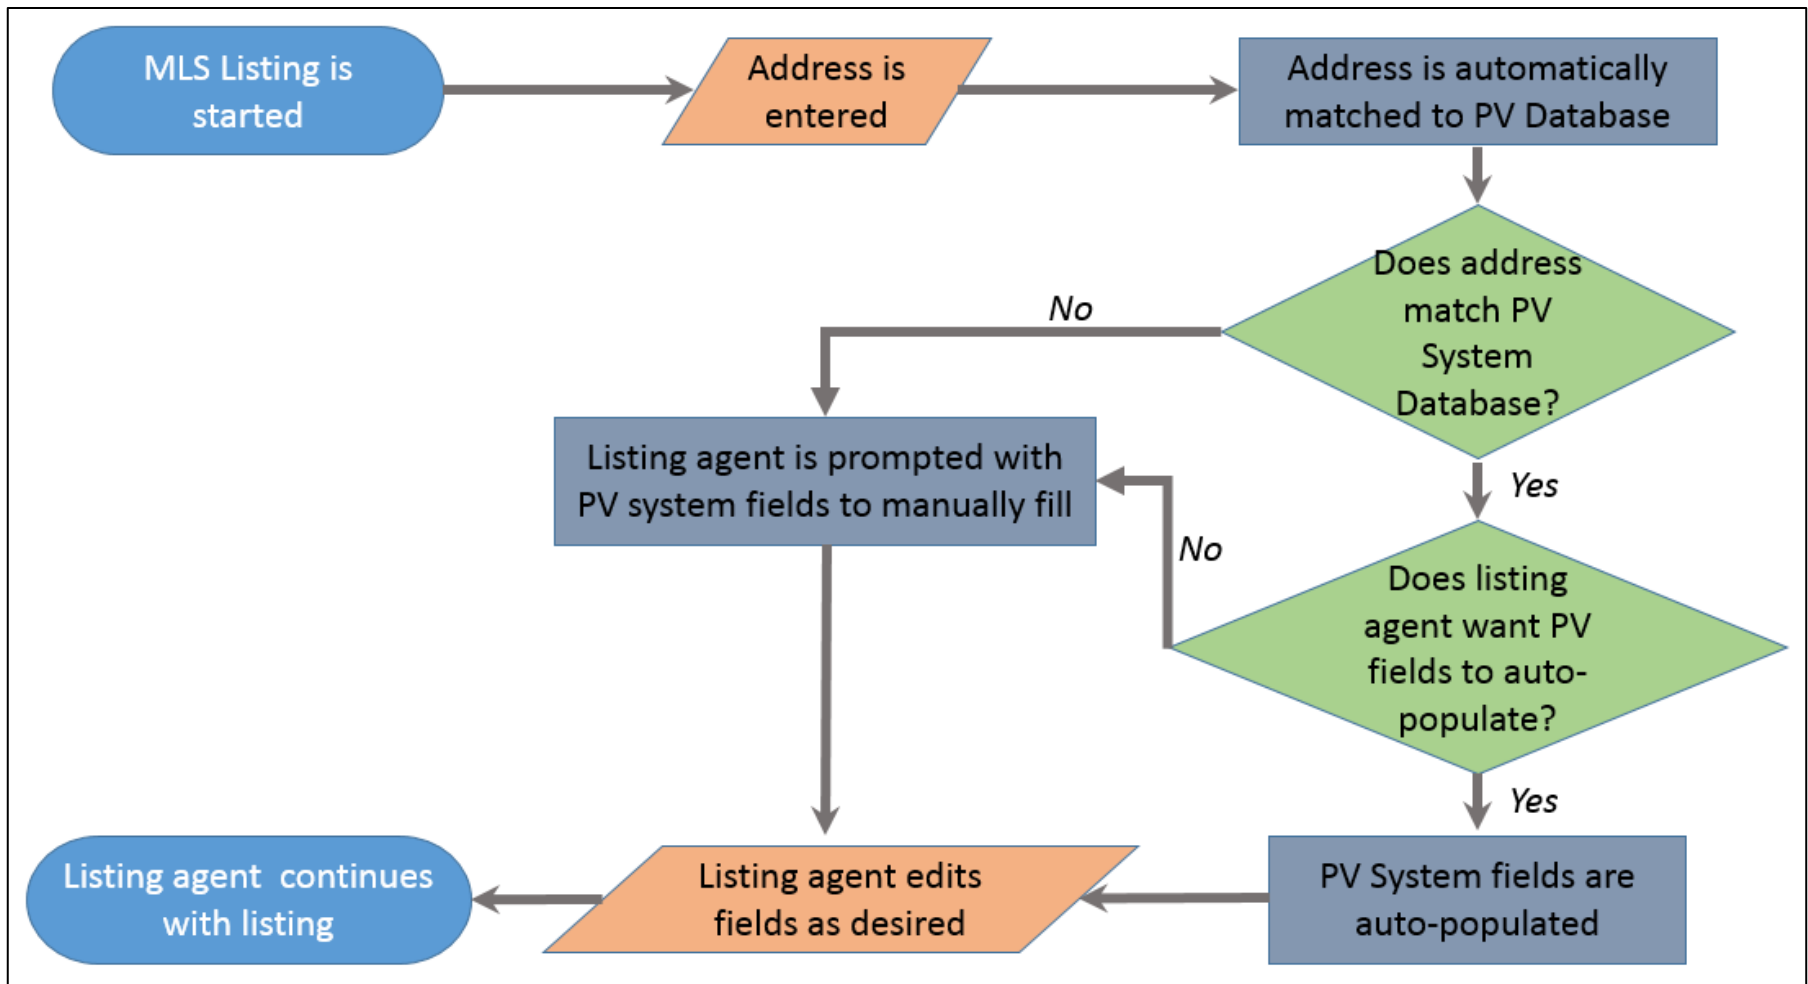 MLS Listing is
started
Address is
entered
Address is automatically
matched to PV Database
Does address
match PV
System
Database?
No
Yes
Listing agent is prompted with
PV system fields to manually fill
No
Does listing
agent want PV
fields to auto-
populate?
Yes
PV System fields are
auto-populated
Listing agent edits
fields as desired
Listing agent  continues
with listing